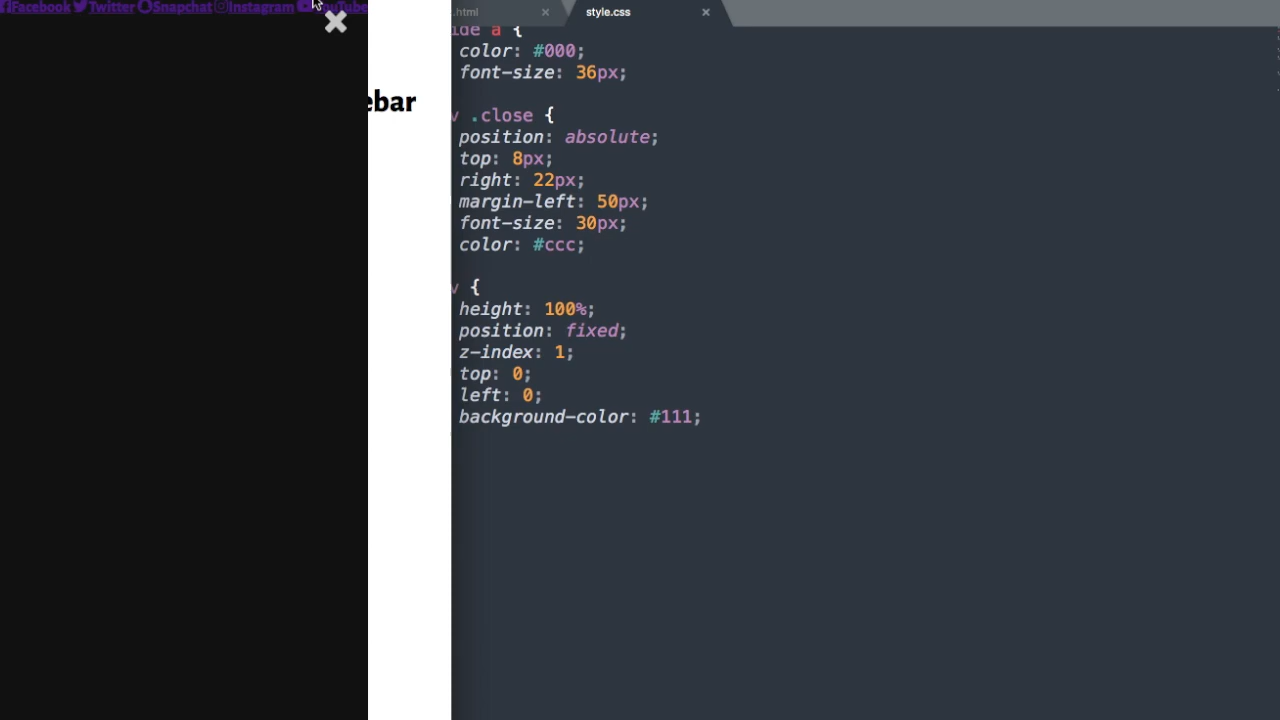 Facebook Twitter Snapchat Instagram YouTube
ebar
.html
style.css
ide a {
color: #000;
font-size: 36px;
v .close {
position: absolute;
top: 8px;
right: 22px;
margin-left: 50px;
font-size: 30px;
color: #ccc;
v {
height: 100%;
position: fixed;
z-index: 1;
top: 0;
left: 0;
background-color: #111;